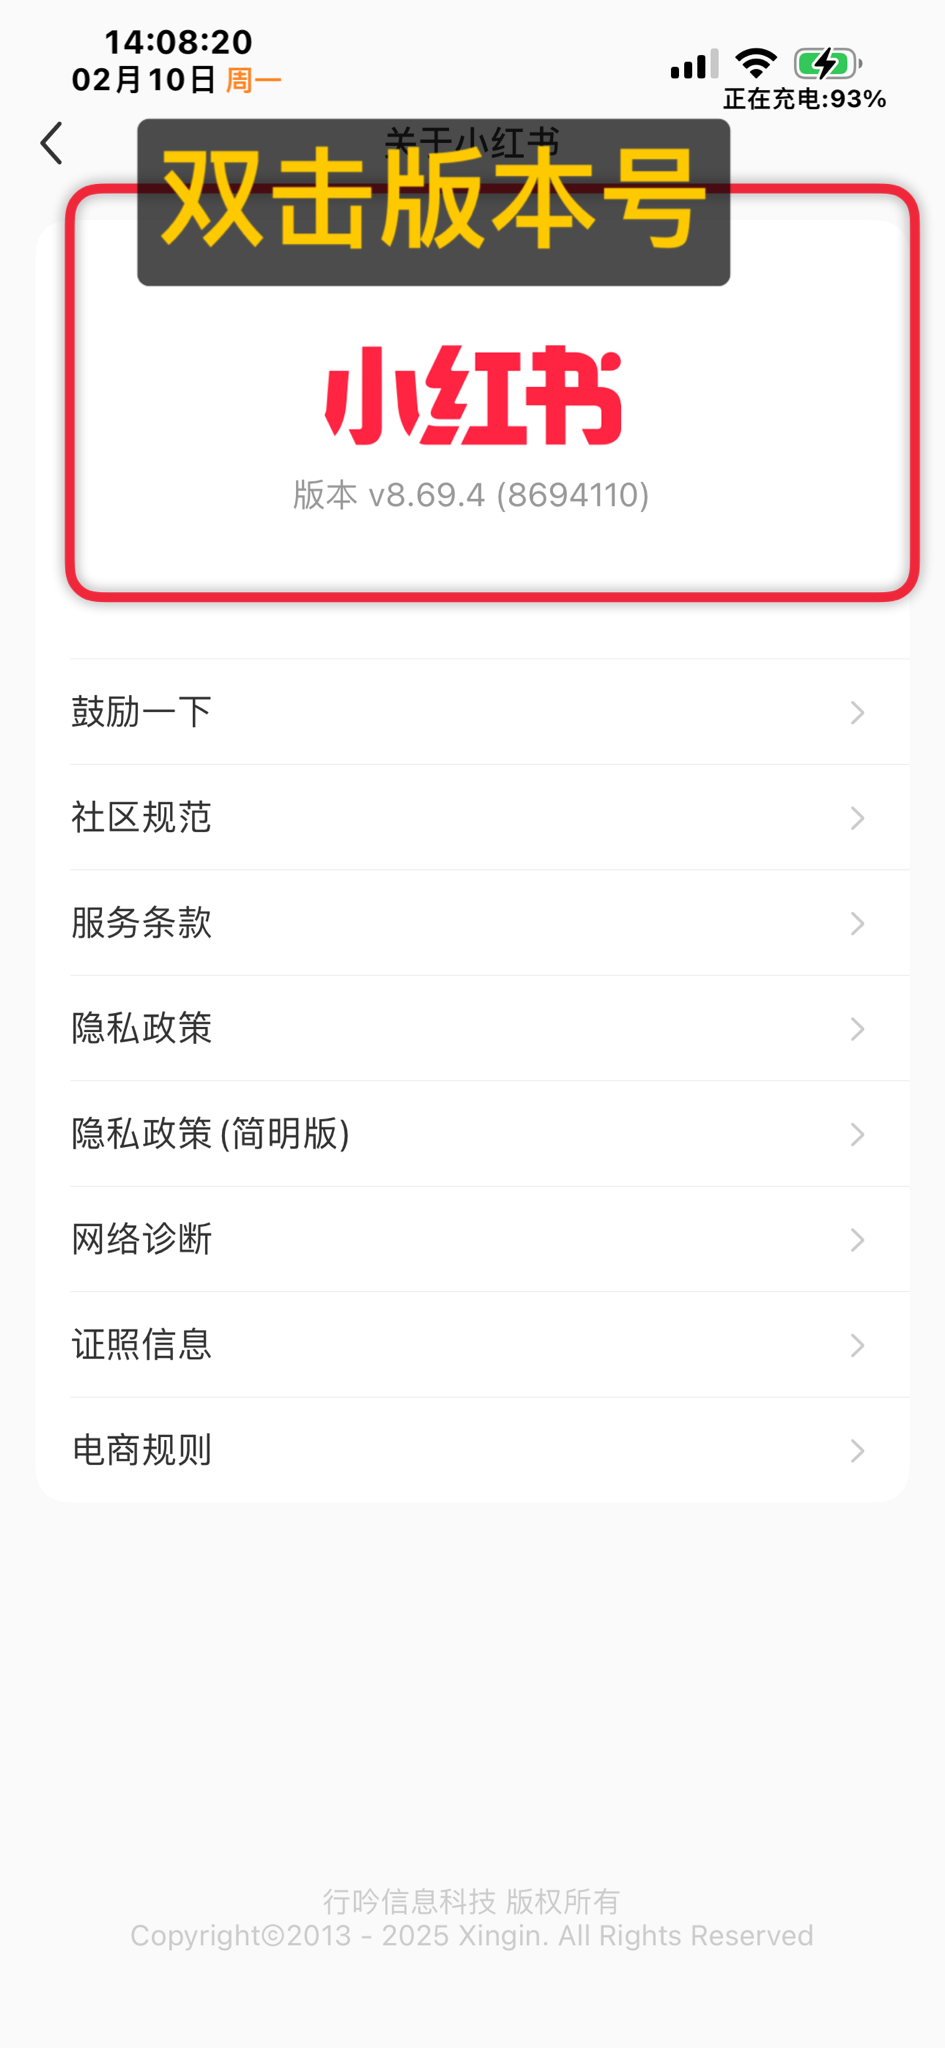 14:08:20
02月10日 周一
正在充电:93%
关于小红书
双击版本号
小红书
版本 v8.69.4 (8694110)
鼓励一下
社区规范
服务条款
隐私政策
隐私政策(简明版)
网络诊断
证照信息
电商规则
行吟信息科技 版权所有
Copyright©2013 - 2025 Xingin. All Rights Reserved